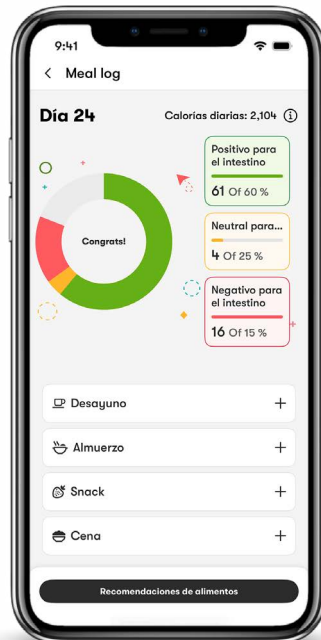 9:41
Meal log
Día 24
Calorías diarias: 2,104
Positivo para
el intestino
61 Of 60 %
Congrats!
Neutral para...
4 Of 25 %
Negativo para
el intestino
16 Of 15 %
Desayuno
Almuerzo
Snack
Cena
Recomendaciones de alimentos